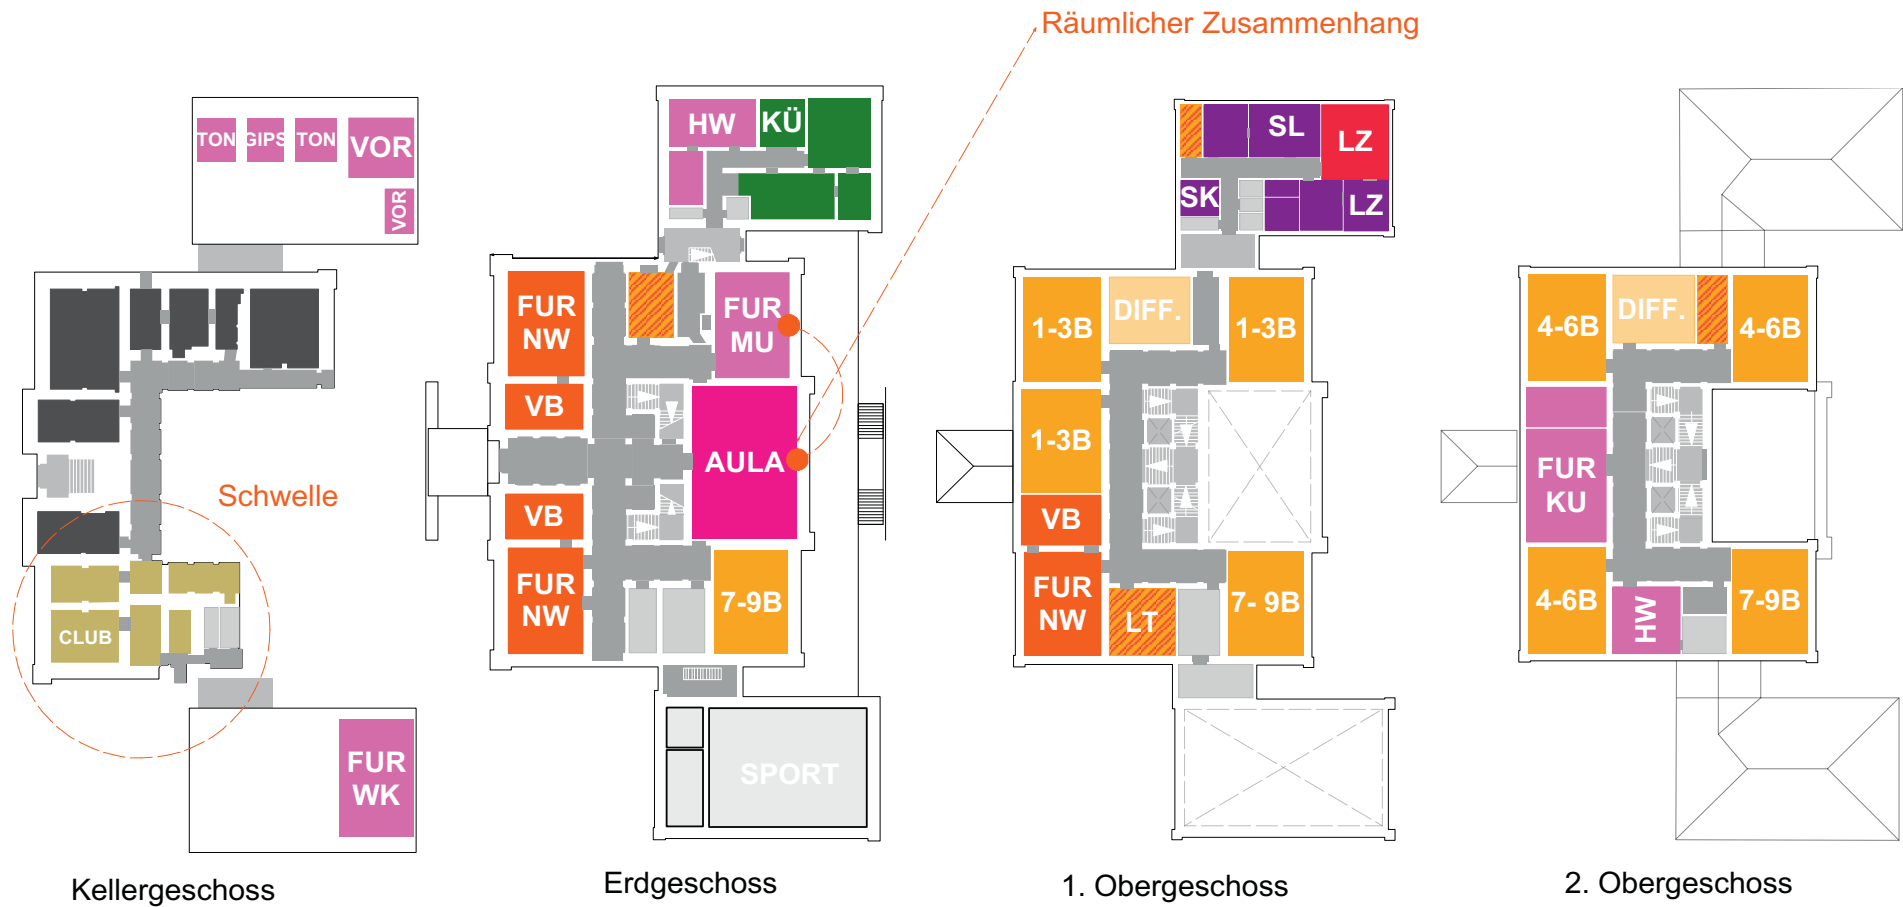 Räumlicher Zusammenhang
TON
GIPS
TON
VOR
VOR
Schwelle
CLUB
FUR
WK
Kellergeschoss
HW
KÜ
FUR
NW
FUR
MU
VB
AULA
VB
FUR
NW
7-9B
SPORT
Erdgeschoss
SL
LZ
SK
LZ
1-3B
DIFF.
1-3B
1-3B
VB
FUR
NW
LT
7- 9B
1. Obergeschoss
4-6B
DIFF.
4-6B
FUR
KU
4-6B
HW
7-9B
2. Obergeschoss